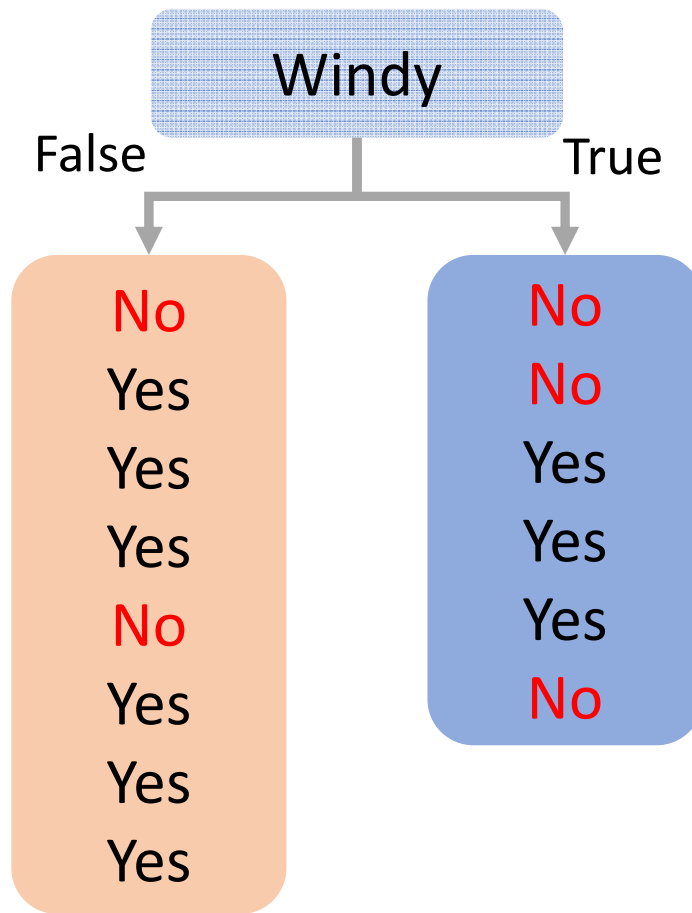 Windy
False
True
No
Yes
Yes
Yes
No
Yes
Yes
Yes
No
No
Yes
Yes
Yes
No